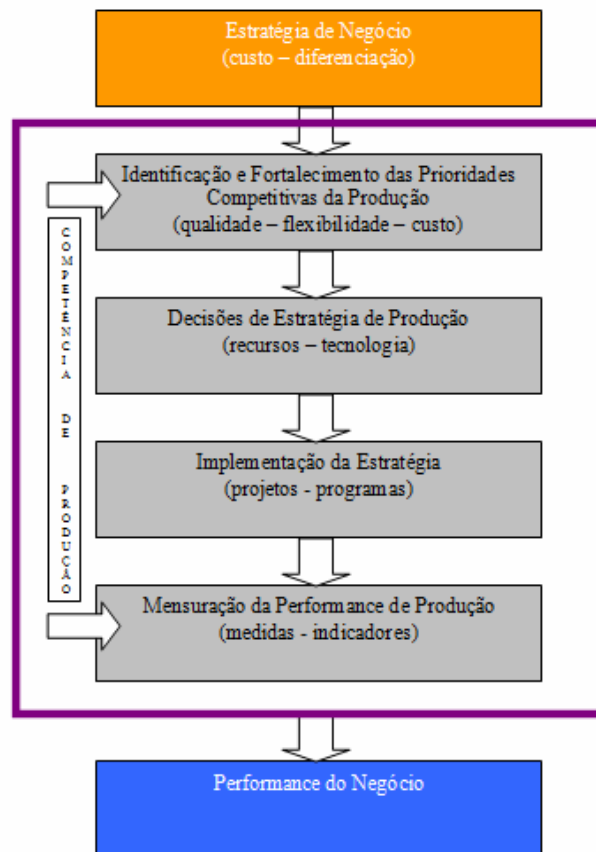 Estratégia de Negócio
(custo – diferenciação)
Identificação e Fortalecimento das Prioridades
Competitivas da Produção
(qualidade – flexibilidade – custo)
COMPETÊNCIA DE PRODUÇÃO
Decisões de Estratégia de Produção
(recursos – tecnologia)
Implementação da Estratégia
(projetos - programas)
Mensuração da Performance de Produção
(medidas - indicadores)
Performance do Negócio